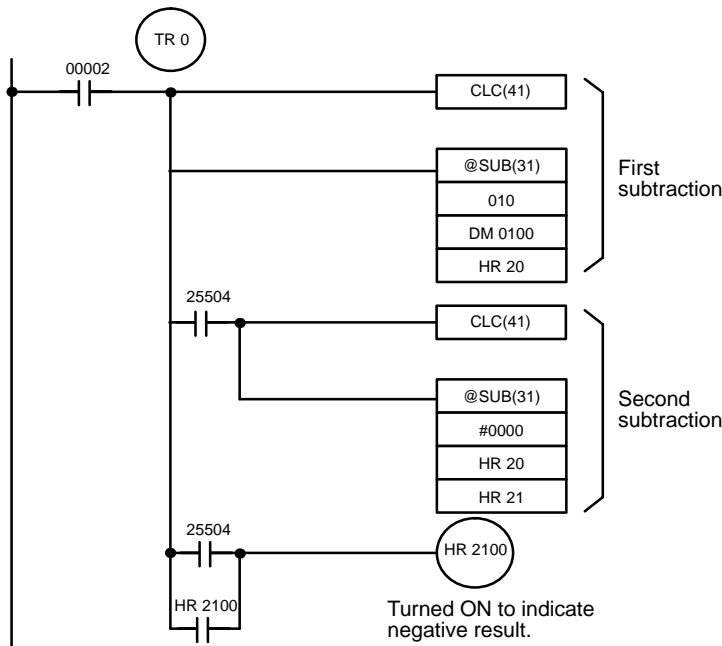 TR 0
00002
CLC(41)
@SUB(31)
010
DM 0100
HR 20
First
subtraction
25504
CLC(41)
@SUB(31)
#0000
HR 20
HR 21
Second
subtraction
25504
HR 2100
HR 2100
Turned ON to indicate
negative result.